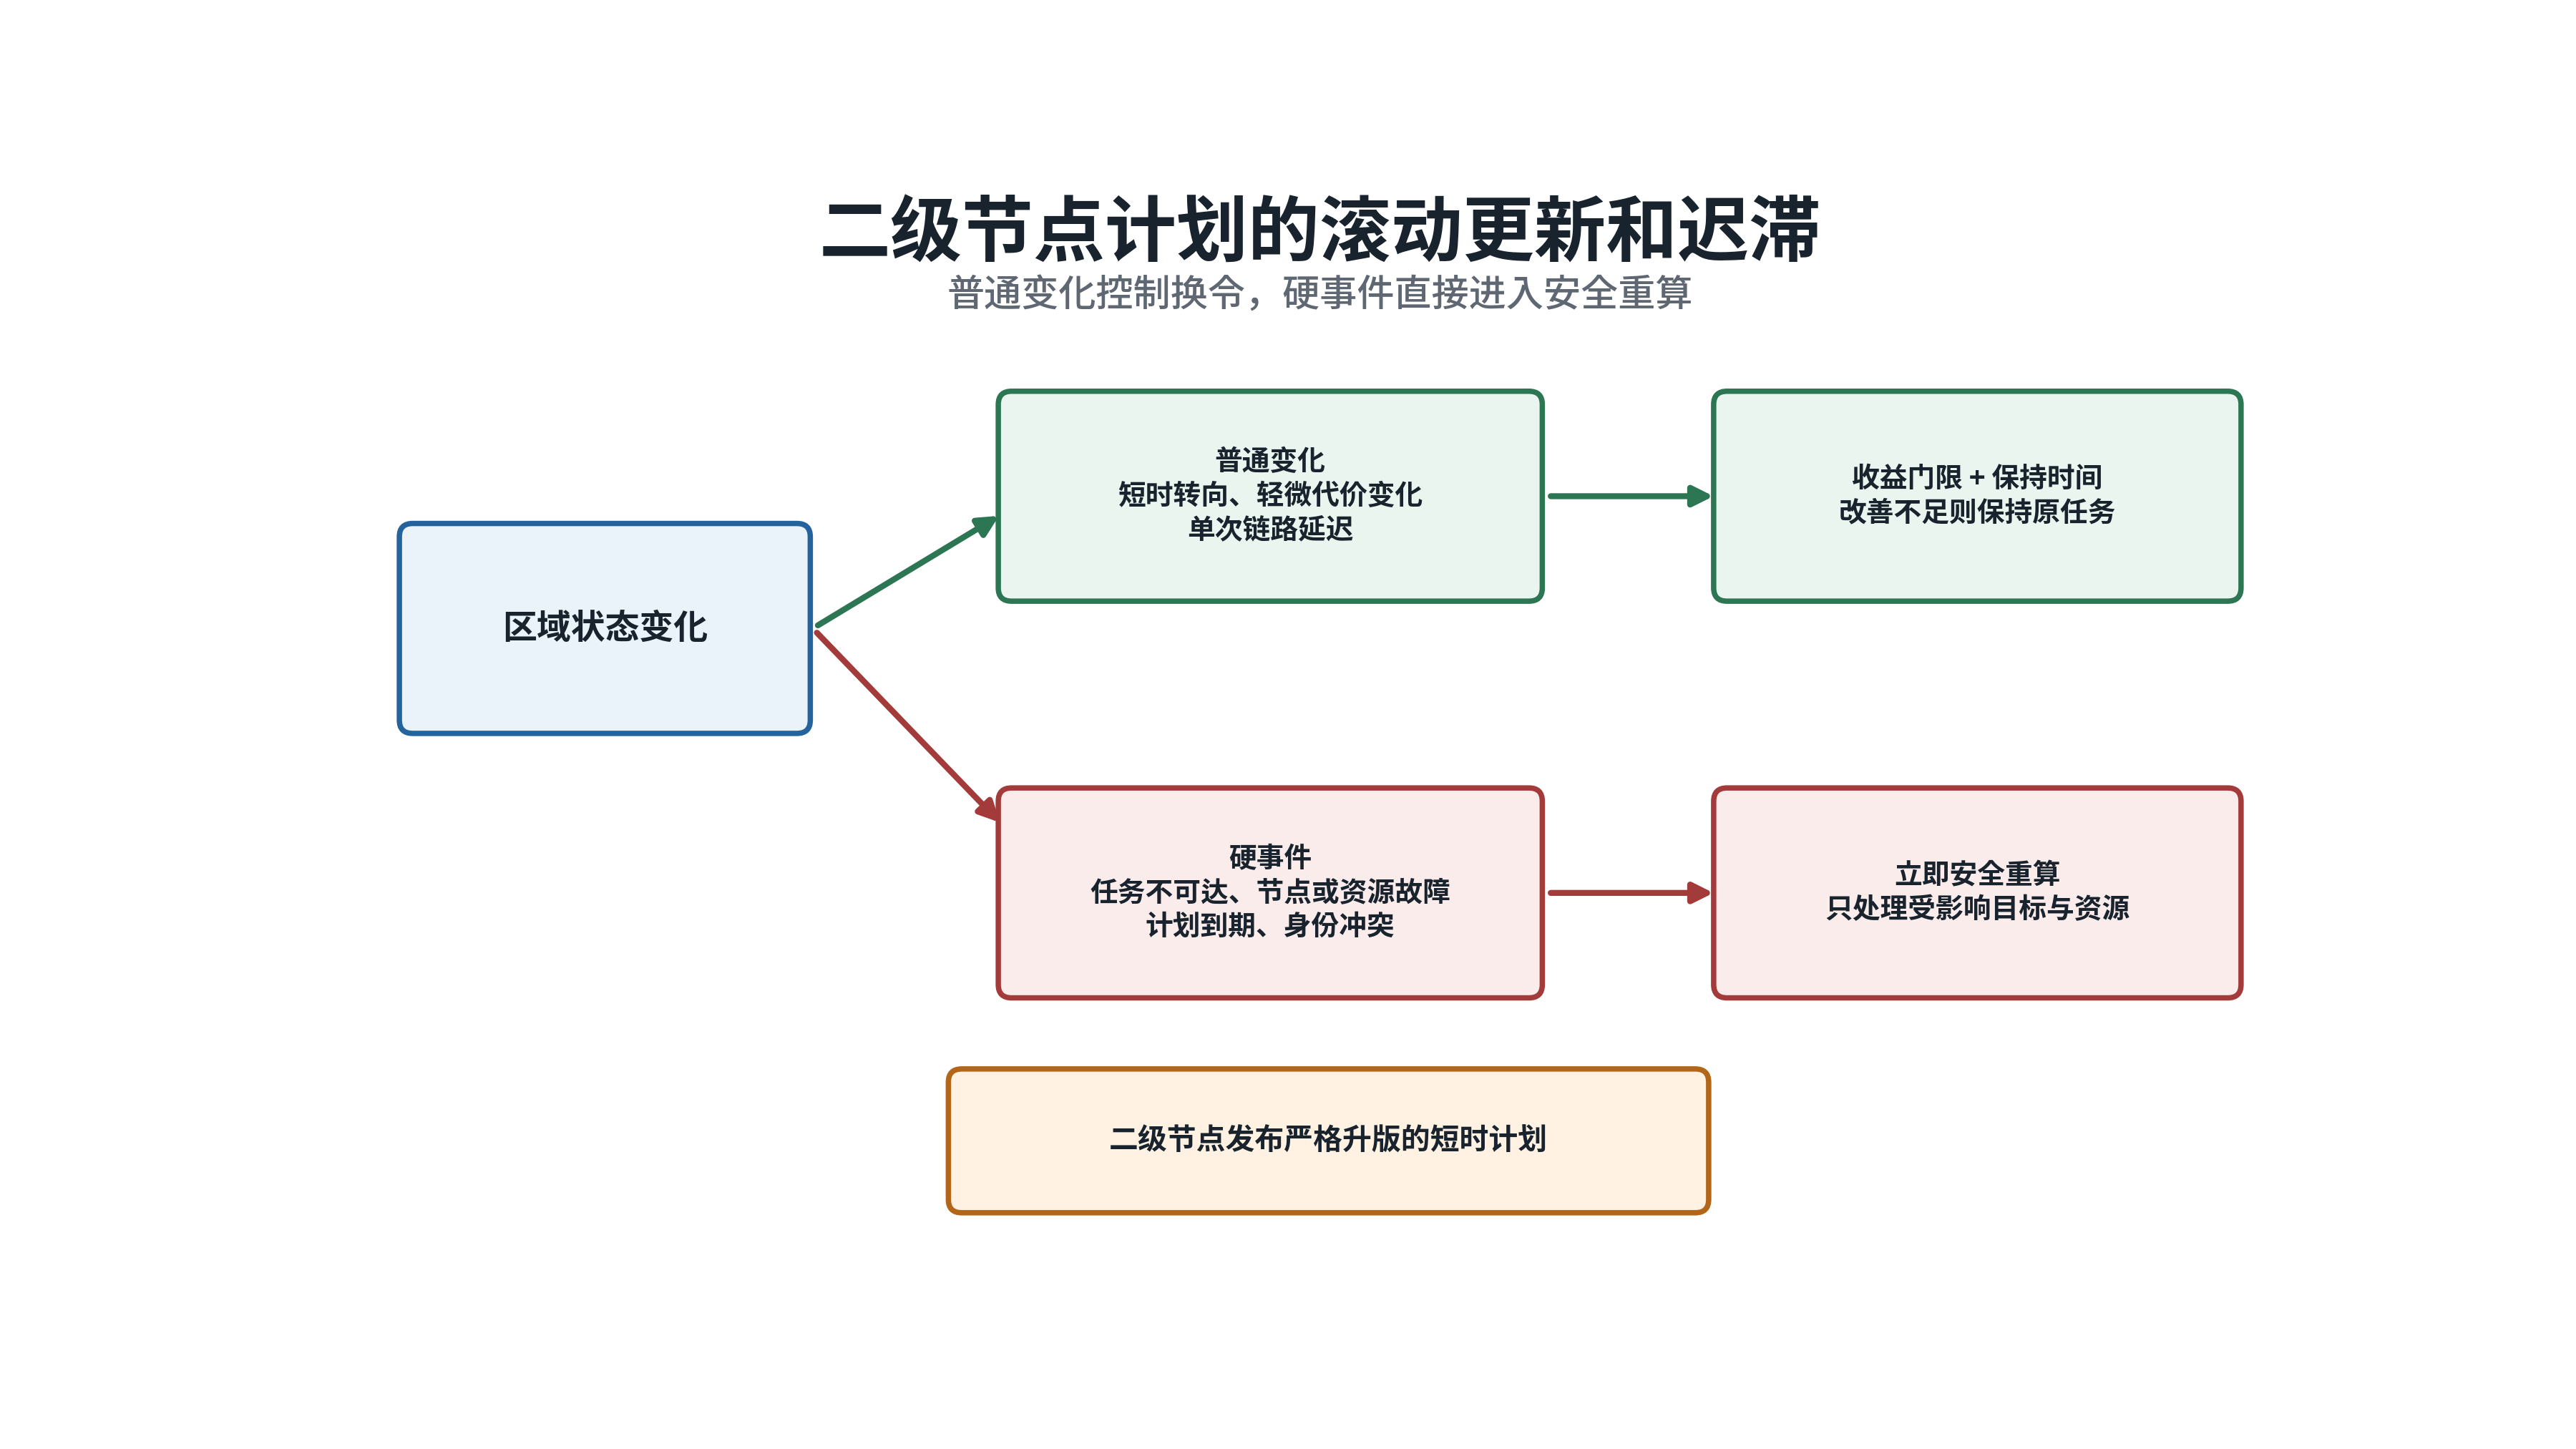 二级节点计划的滚动更新和迟滞
普通变化控制换令，硬事件直接进入安全重算
区域状态变化
普通变化
短时转向、轻微代价变化
单次链路延迟
收益门限 + 保持时间
改善不足则保持原任务
硬事件
任务不可达、节点或资源故障
计划到期、身份冲突
立即安全重算
只处理受影响目标与资源
二级节点发布严格升版的短时计划